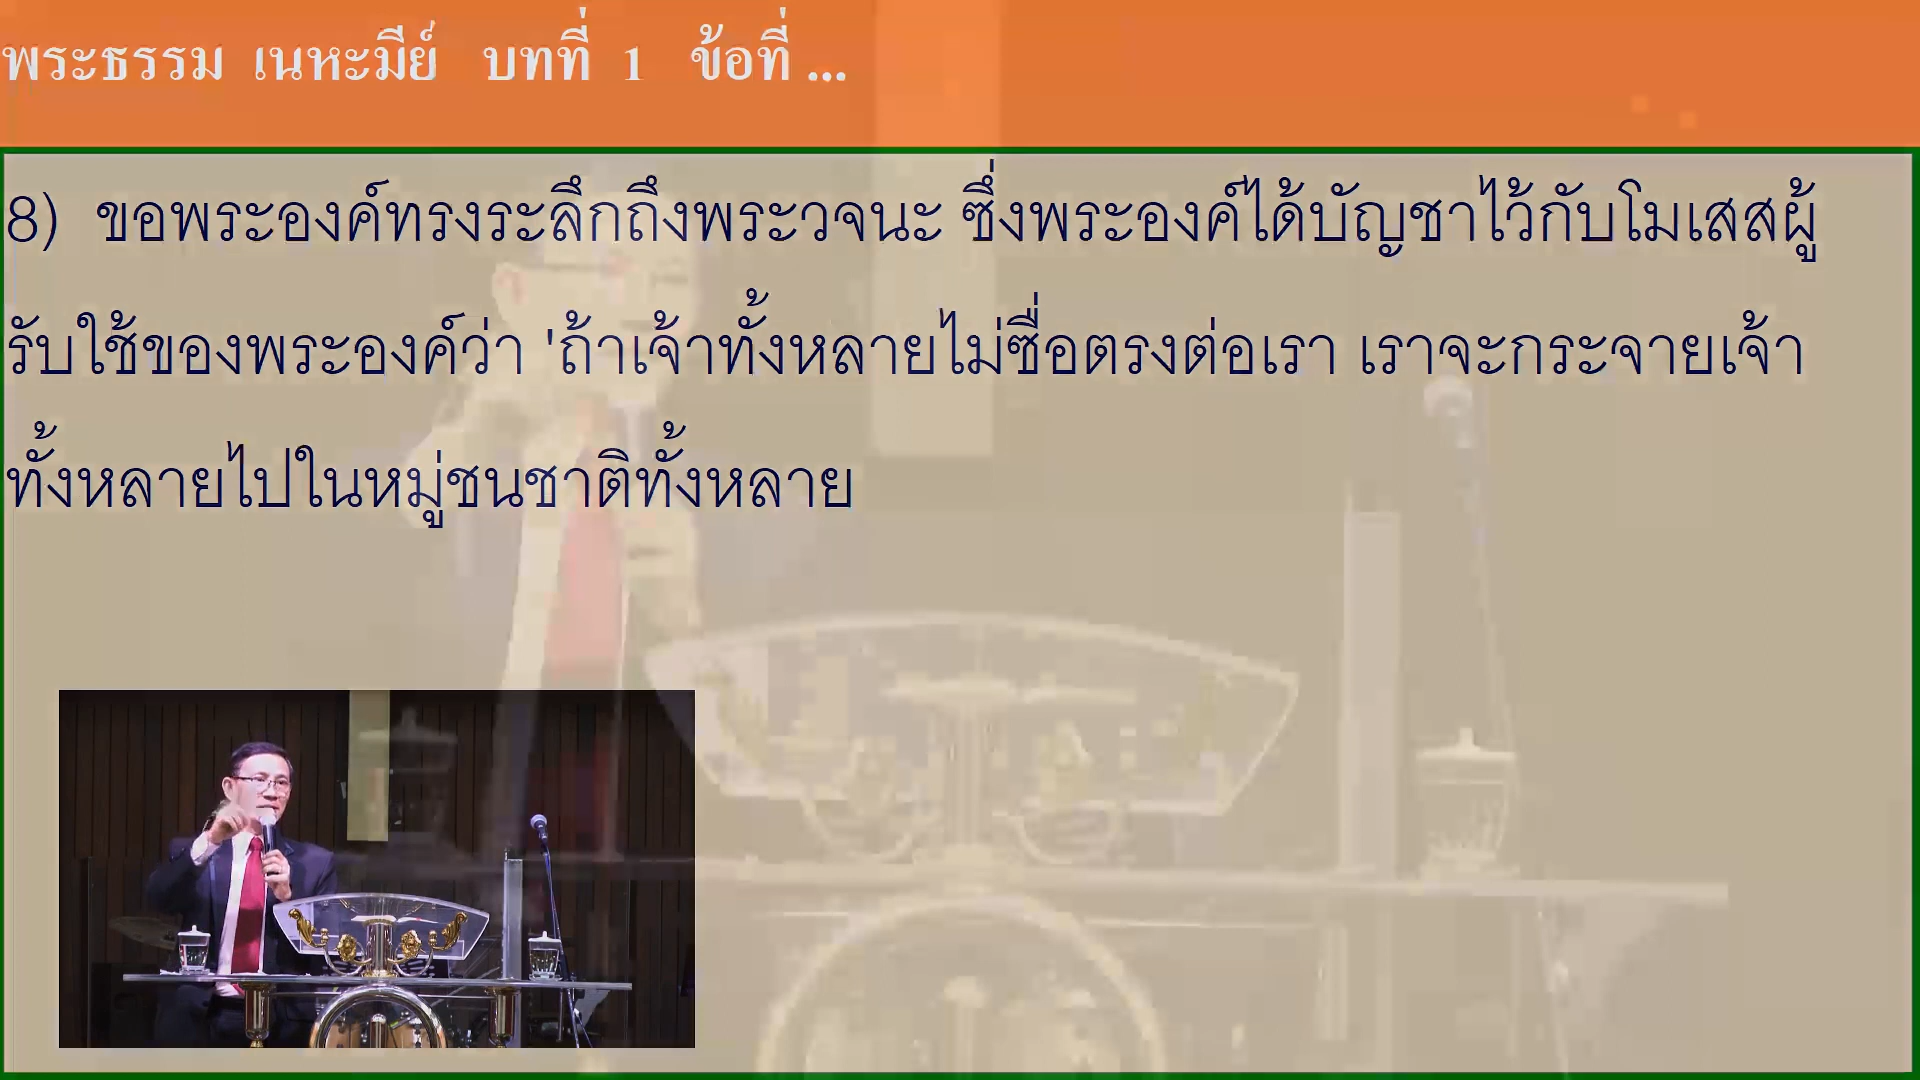 พระธรรม เนหะมีย์ บทที่ 1 ข้อที่ ...
8) ขอพระองค์ทรงระลึกถึงพระวจนะ ซึ่งพระองค์ได้บัญชาไว้กับโมเสสผู้
รับใช้ของพระองค์ว่า 'ถ้าเจ้าทั้งหลายไม่ซื่อตรงต่อเรา เราจะกระจายเจ้า
ทั้งหลายไปในหมู่ชนชาติทั้งหลาย